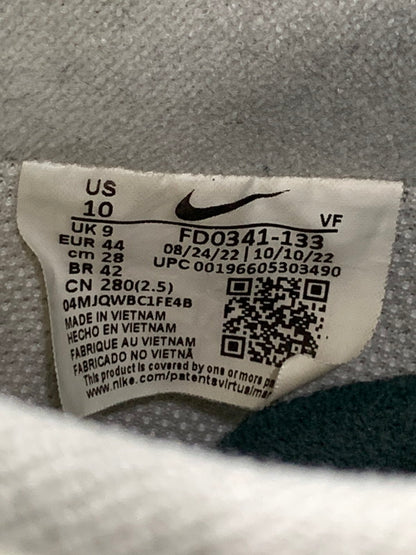 US
10
UK 9
EUR 44
cm 28
BR 42
CN 280(2.5)
VF
FD0341-133
08/24/22 | 10/10/22
UPC 00196605303490
04MJQWBC1FE4B
MADE IN VIETNAM
HECHO EN VIETNAM
FABRIQUE AU VIETNAM
FABRICADO NO VIETNÃ
This product is covered by one or more pa
www.nike.com/patentsvirtualmar